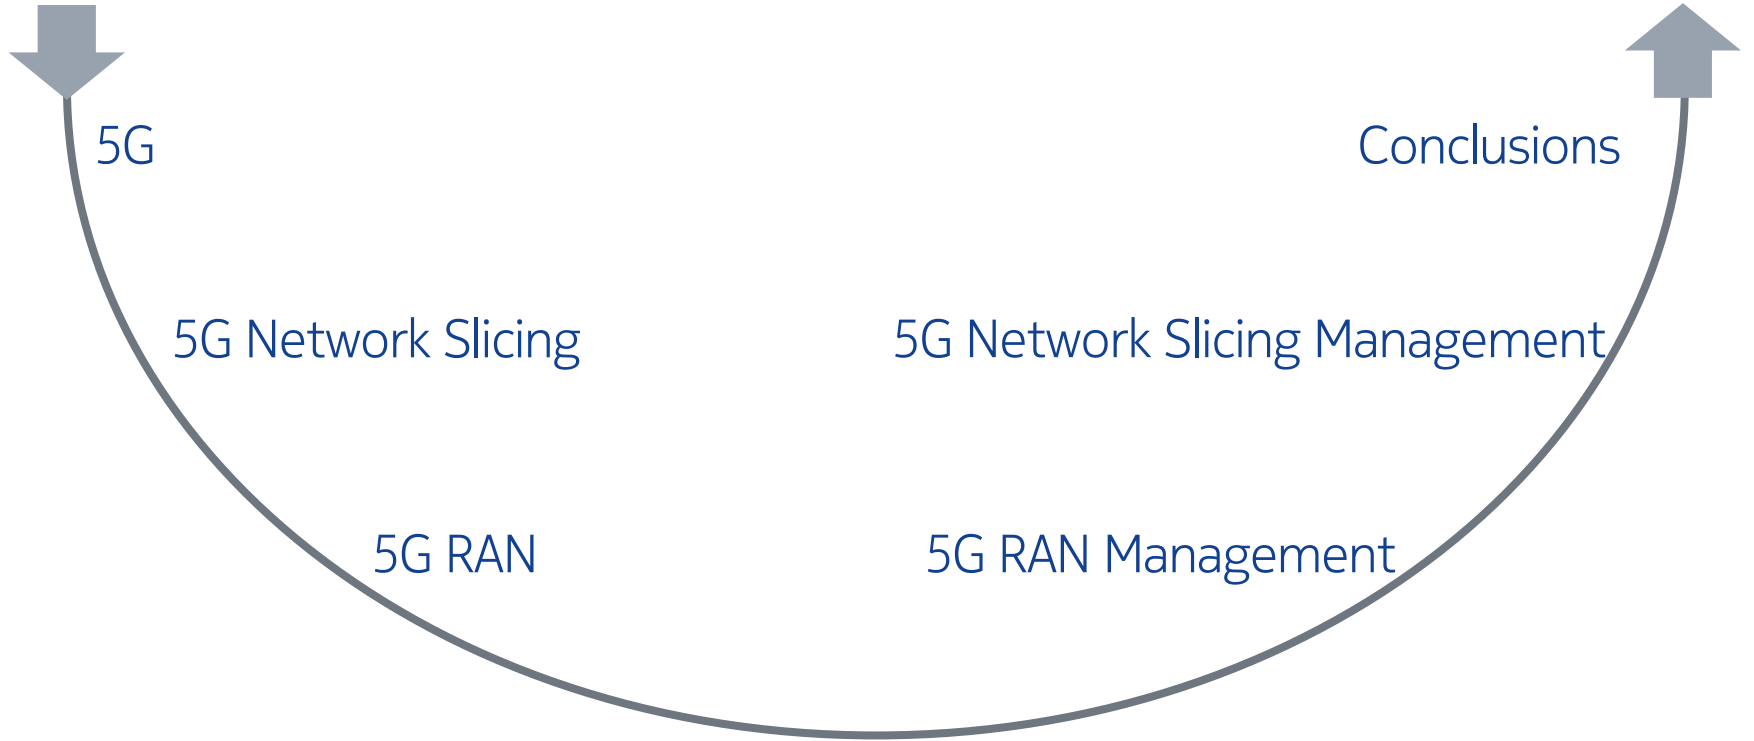 5G
Conclusions
5G Network Slicing
5G Network Slicing Management
5G RAN
5G RAN Management